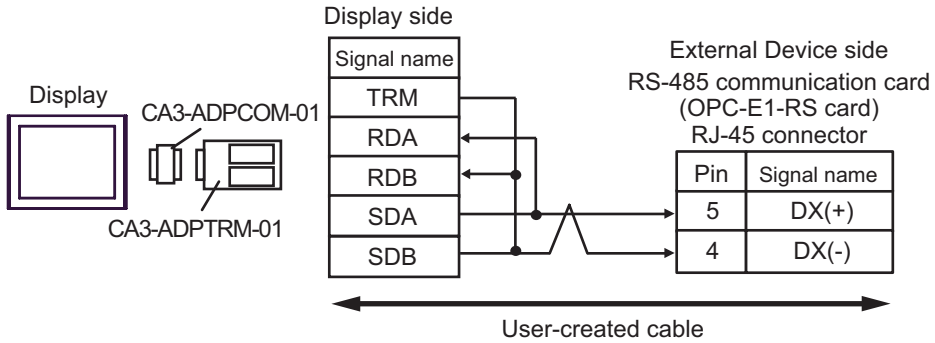 Display side
Signal name
TRM
RDA
RDB
SDA
SDB
Display
CA3-ADPCOM-01
CA3-ADPTRM-01
External Device side
RS-485 communication card
(OPC-E1-RS card)
RJ-45 connector
Pin Signal name
5 DX(+)
4 DX(-)
User-created cable